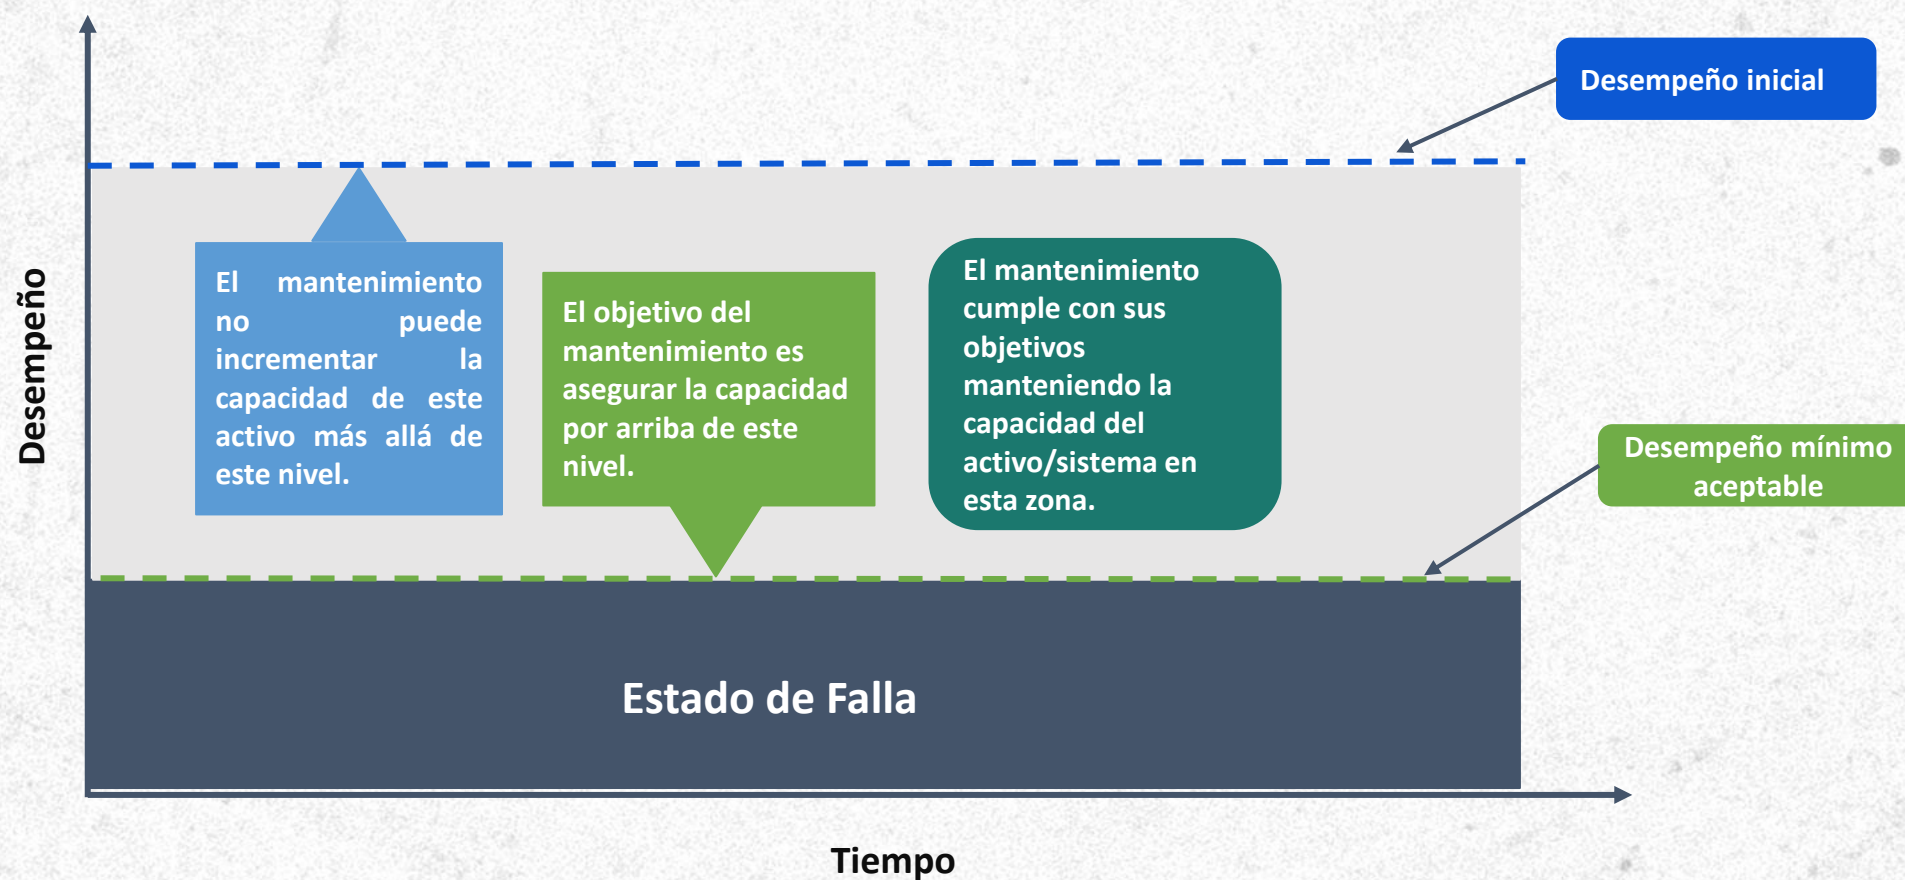 Desempeño inicial
El mantenimiento
no puede
incrementar la
capacidad de este
activo más allá de
este nivel.
El objetivo del
mantenimiento es
asegurar la capacidad
por arriba de este
nivel.
El mantenimiento
cumple con sus
objetivos
manteniendo la
capacidad del
activo/sistema en
esta zona.
Desempeño
Desempeño mínimo
aceptable
Estado de Falla
Tiempo